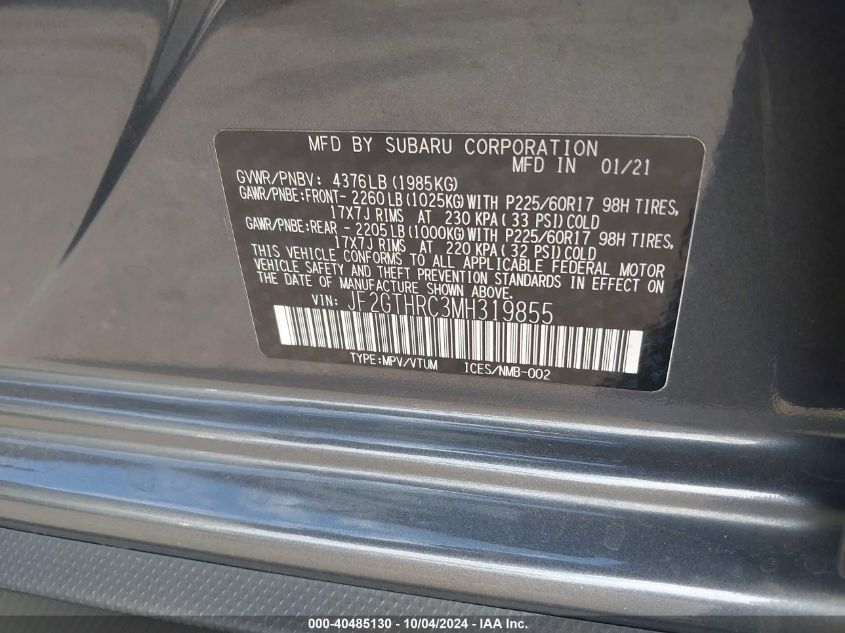 MFD BY SUBARU CORPORATION
MFD IN 01/21
GVWR/PNBV: 4376LB (1985KG)
GAWR/PNBE:FRONT- 2260LB (1025KG) WITH P225/60R17 98H TIRES,
17X7J RIMS AT 230 KPA (33 PSI) COLD
GAWR/PNBE:REAR - 2205LB (1000KG) WITH P225/60R17 98H TIRES,
17X7J RIMS AT 220 KPA (32 PSI) COLD
THIS VEHICLE CONFORMS TO ALL APPLICABLE FEDERAL MOTOR
VEHICLE SAFETY AND THEFT PREVENTION STANDARDS IN EFFECT ON
THE DATE OF MANUFACTURE SHOWN ABOVE.
VIN: JF2GTHRC3MH319855
TYPE:MPV/VTUM ICES/NMB-002
000-40485130 - 10/04/2024 - IAA Inc.